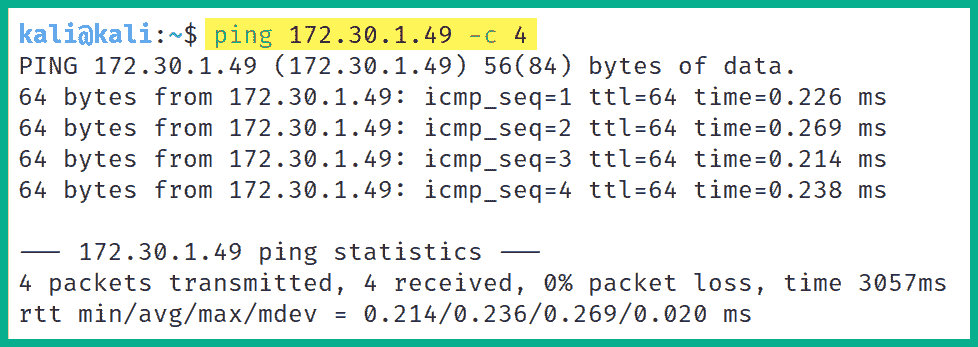 kali@kali:~$ ping 172.30.1.49 -c 4
PING 172.30.1.49 (172.30.1.49) 56(84) bytes of data.
64 bytes from 172.30.1.49: icmp_seq=1 ttl=64 time=0.226 ms
64 bytes from 172.30.1.49: icmp_seq=2 ttl=64 time=0.269 ms
64 bytes from 172.30.1.49: icmp_seq=3 ttl=64 time=0.214 ms
64 bytes from 172.30.1.49: icmp_seq=4 ttl=64 time=0.238 ms
--- 172.30.1.49 ping statistics ---
4 packets transmitted, 4 received, 0% packet loss, time 3057ms
rtt min/avg/max/mdev = 0.214/0.236/0.269/0.020 ms